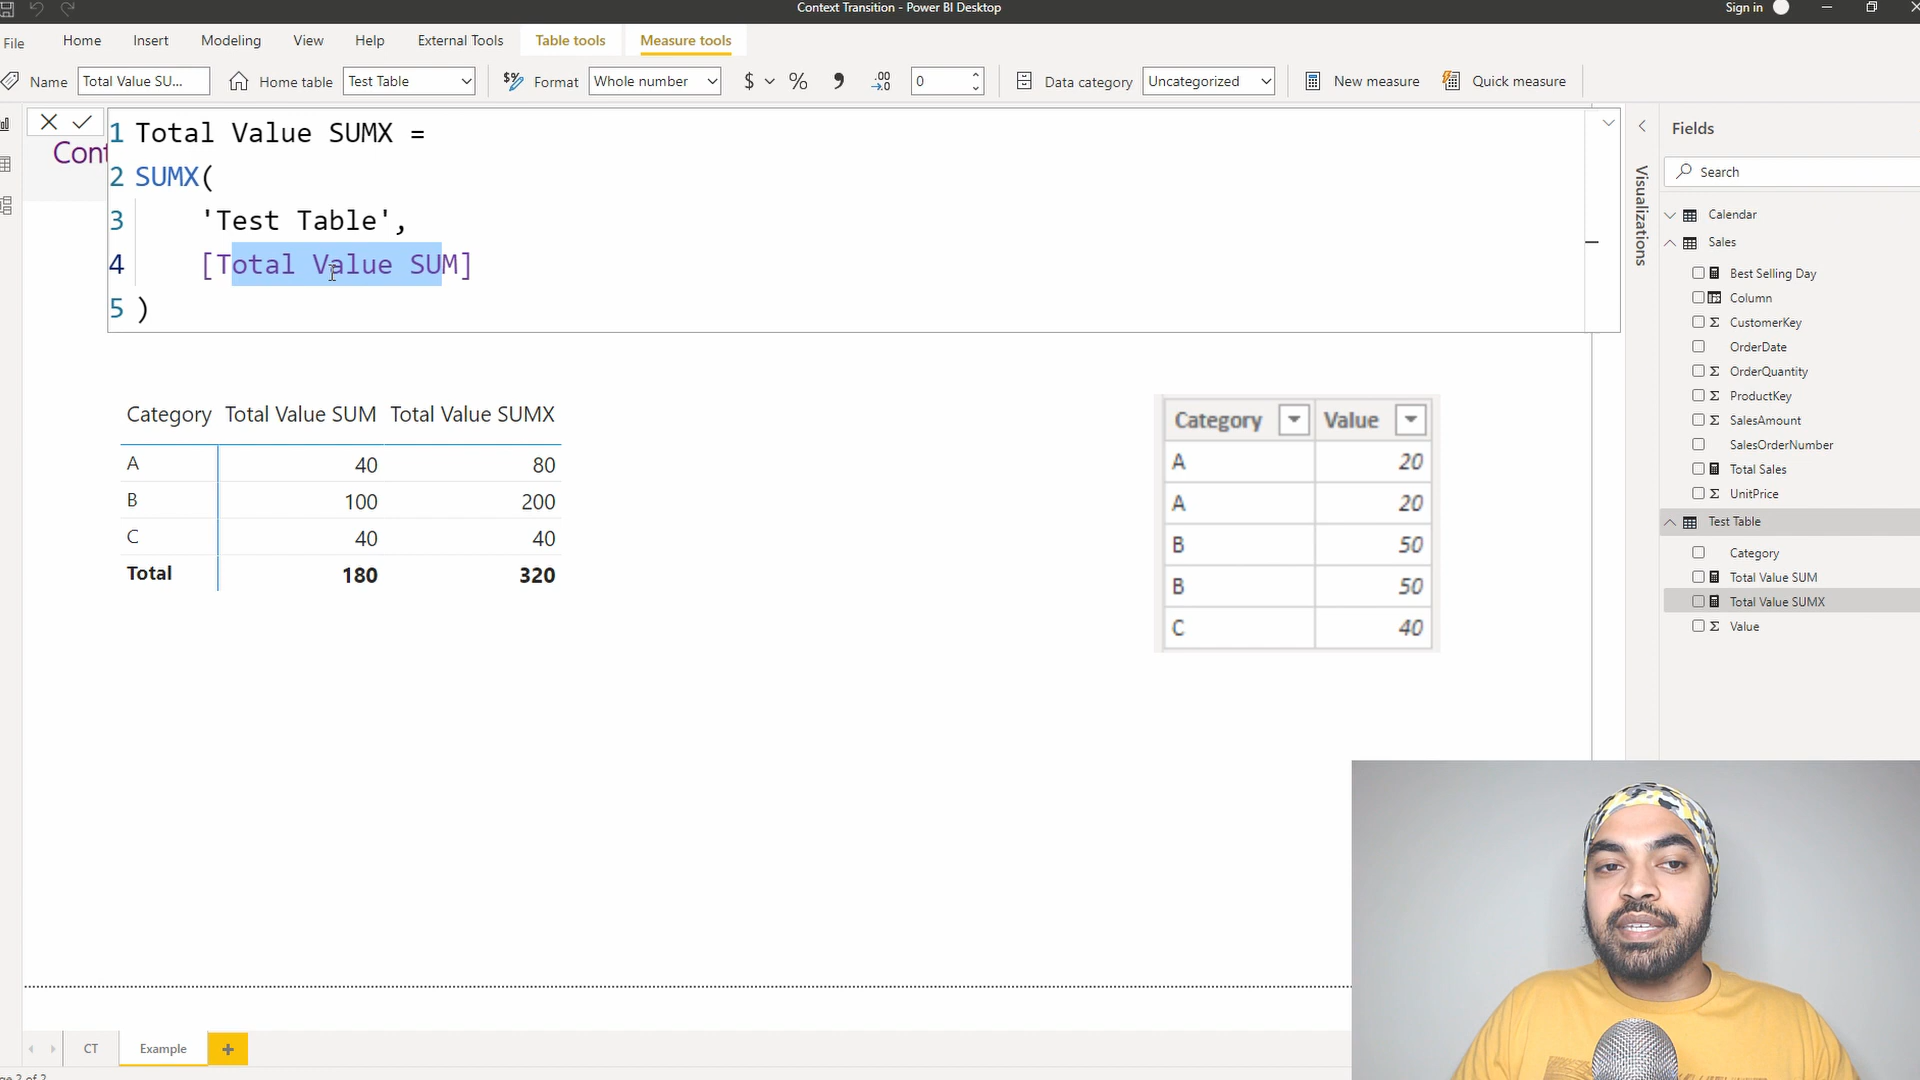 Context Transition - Power BI Desktop
Sign in
File
Home
Insert
Modeling
View
Help
External Tools
Table tools
Measure tools
Name
Total Value SU...
Home table
Test Table
Format
Whole number
$
%
,
.00
0
Data category
Uncategorized
New measure
Quick measure
Cont
1 Total Value SUMX =
2 SUMX(
3 'Test Table',
4 [Total Value SUM]
5 )
Category Total Value SUM Total Value SUMX
A 40 80
B 100 200
C 40 40
Total 180 320
Category Value
A 20
A 20
B 50
B 50
C 40
Visualizations
Fields
Search
Calendar
Sales
Best Selling Day
Column
Σ CustomerKey
OrderDate
Σ OrderQuantity
Σ ProductKey
Σ SalesAmount
SalesOrderNumber
Total Sales
Σ UnitPrice
Test Table
Category
Total Value SUM
Total Value SUMX
Σ Value
CT
Example
+